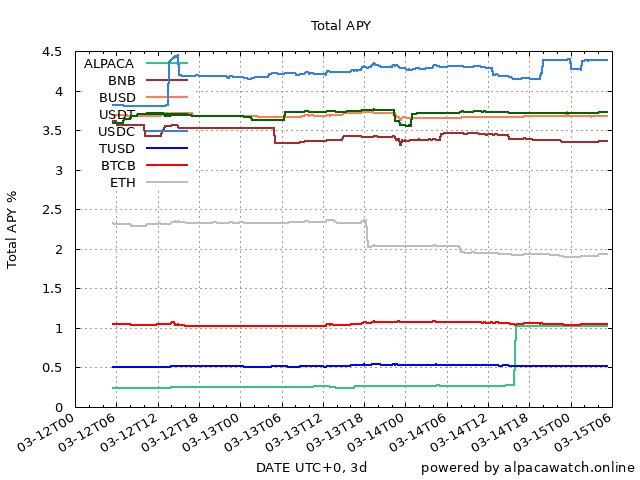 Total APY
Total APY %
4.5
4
3.5
3
2.5
2
1.5
1
0.5
0
ALPACA
BNB
BUSD
USDT
USDC
TUSD
BTCB
ETH
03-12T00
03-12T06
03-12T12
03-12T18
03-13T00
03-13T06
03-13T12
03-13T18
03-14T00
03-14T06
03-14T12
03-14T18
03-15T00
03-15T06
DATE UTC+0, 3d
powered by alpacawatch.online